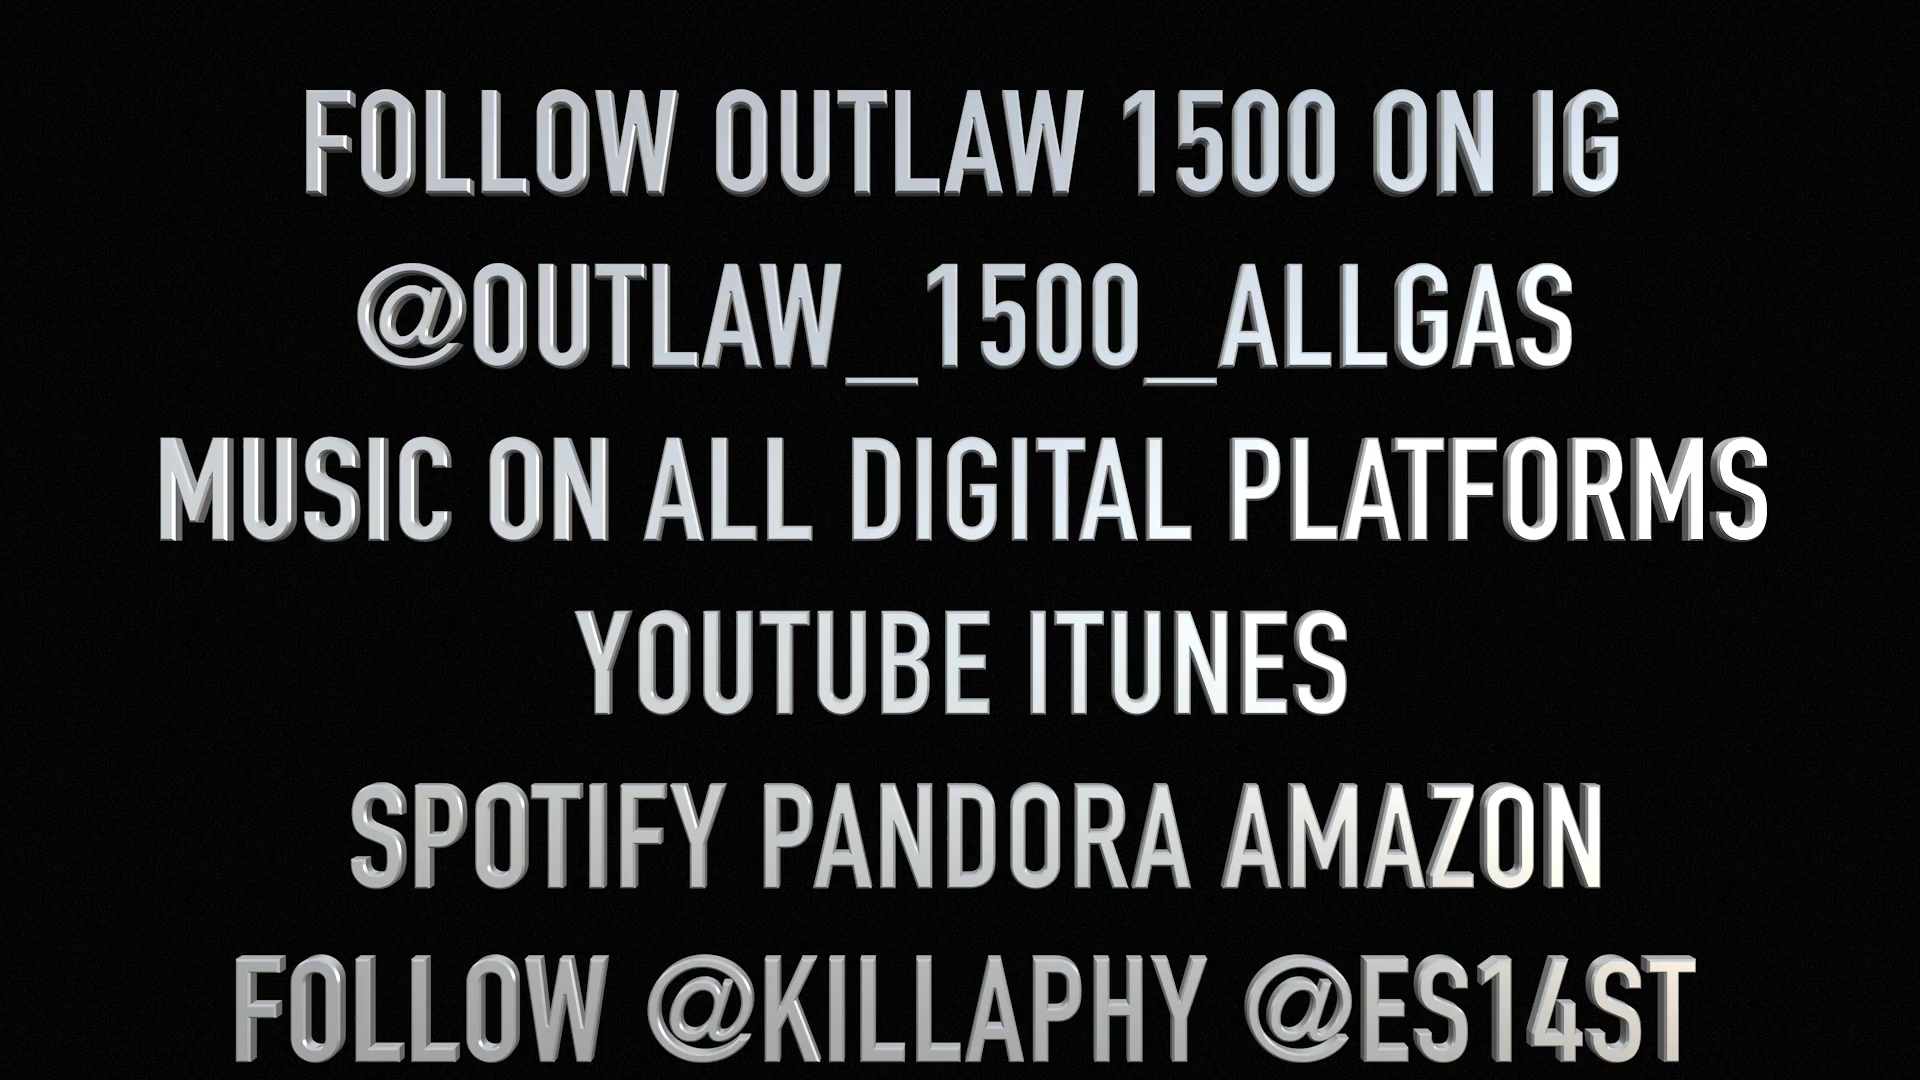 FOLLOW OUTLAW 1500 ON IG
@OUTLAW_1500_ALLGAS
MUSIC ON ALL DIGITAL PLATFORMS
YOUTUBE ITUNES
SPOTIFY PANDORA AMAZON
FOLLOW @KILLAPHY @ES14ST